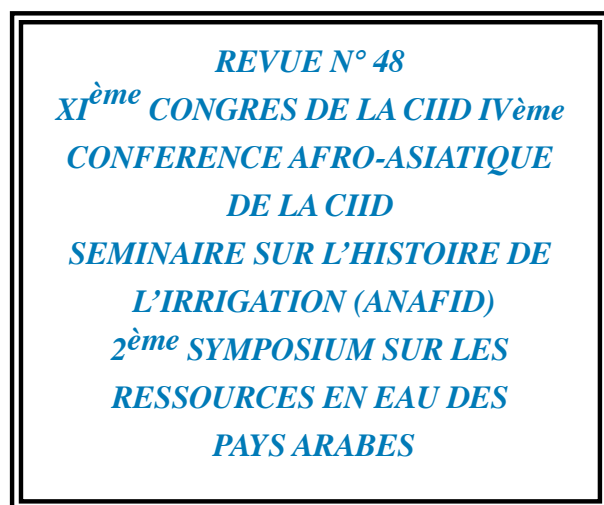 REVUE N° 48
XIème CONGRES DE LA CIID IVème
CONFERENCE AFRO-ASIATIQUE
DE LA CIID
SEMINAIRE SUR L’HISTOIRE DE
L’IRRIGATION (ANAFID)
2ème SYMPOSIUM SUR LES
RESSOURCES EN EAU DES
PAYS ARABES